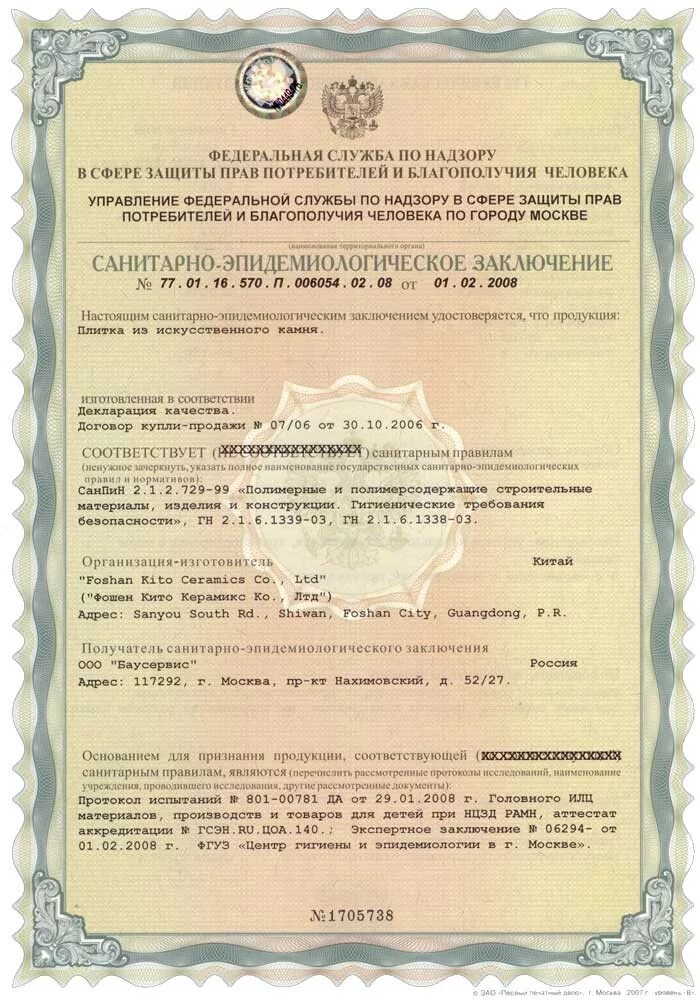 ФЕДЕРАЛЬНАЯ СЛУЖБА ПО НАДЗОРУ
В СФЕРЕ ЗАЩИТЫ ПРАВ ПОТРЕБИТЕЛЕЙ И БЛАГОПОЛУЧИЯ ЧЕЛОВЕКА
УПРАВЛЕНИЕ ФЕДЕРАЛЬНОЙ СЛУЖБЫ ПО НАДЗОРУ В СФЕРЕ ЗАЩИТЫ ПРАВ
ПОТРЕБИТЕЛЕЙ И БЛАГОПОЛУЧИЯ ЧЕЛОВЕКА ПО ГОРОДУ МОСКВЕ
(наименование территориального органа)
САНИТАРНО-ЭПИДЕМИОЛОГИЧЕСКОЕ ЗАКЛЮЧЕНИЕ
№ 77.01.16.570.П.006054.02.08 от 01.02.2008
Настоящим санитарно-эпидемиологическим заключением удостоверяется, что продукция:
Плитка из искусственного камня.
изготовленная в соответствии
Декларация качества.
Договор купли-продажи № 07/06 от 30.10.2006 г.
СООТВЕТСТВУЕТ (НЕ СООТВЕТСТВУЕТ) санитарным правилам
(ненужное зачеркнуть, указать полное наименование государственных санитарно-эпидемиологических
правил и нормативов):
СанПиН 2.1.2.729-99 «Полимерные и полимерсодержащие строительные
материалы, изделия и конструкции. Гигиенические требования
безопасности», ГН 2.1.6.1339-03, ГН 2.1.6.1338-03.
Организация-изготовитель Китай
"Foshan Kito Ceramics Co., Ltd"
("Фошен Кито Керамикс Ко., Лтд")
Адрес: Sanyou South Rd., Shiwan, Foshan City, Guangdong, P.R.
Получатель санитарно-эпидемиологического заключения
ООО "Баусервис" Россия
Адрес: 117292, г. Москва, пр-кт Нахимовский, д. 52/27.
Основанием для признания продукции, соответствующей (
санитарным правилам, являются (перечислить рассмотренные протоколы исследований, наименование
учреждения, проводившего исследования, другие рассмотренные документы):
Протокол испытаний № 801-00781 ДА от 29.01.2008 г. Головного ИЛЦ
материалов, производств и товаров для детей при НЦЗД РАМН, аттестат
аккредитации № ГСЭН.RU.ЦОА.140.; Экспертное заключение № 06294- от
01.02.2008 г. ФГУЗ «Центр гигиены и эпидемиологии в г. Москве».
№1705738
© ЗАО «Первый печатный двор», г. Москва, 2007 г. уровень «В»